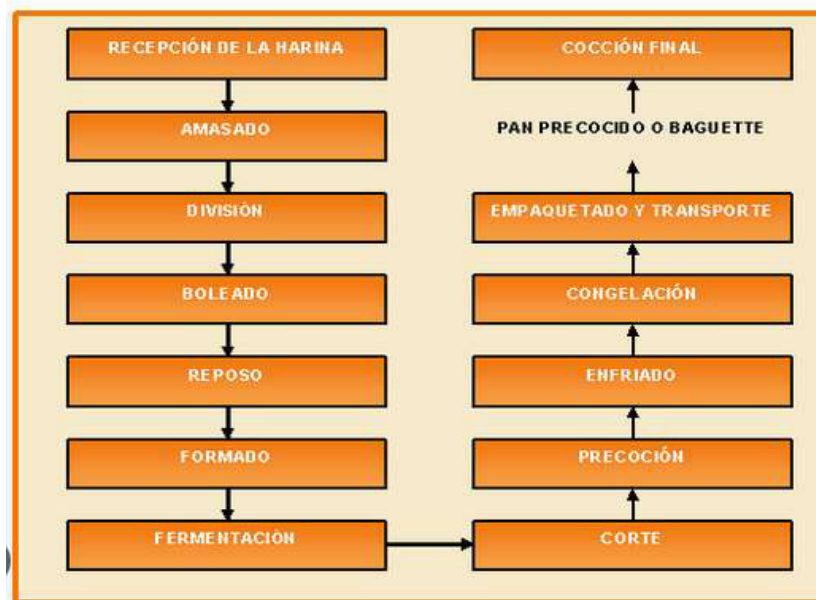 RECEPCIÓN DE LA HARINA
AMASADO
DIVISIÓN
BOLEADO
REPOSO
FORMADO
FERMENTACIÓN
CORTE
PRECOCIÓN
ENFRIADO
CONGELACIÓN
EMPAQUETADO Y TRANSPORTE
PAN PRECOCIDO O BAGUETTE
COCCIÓN FINAL